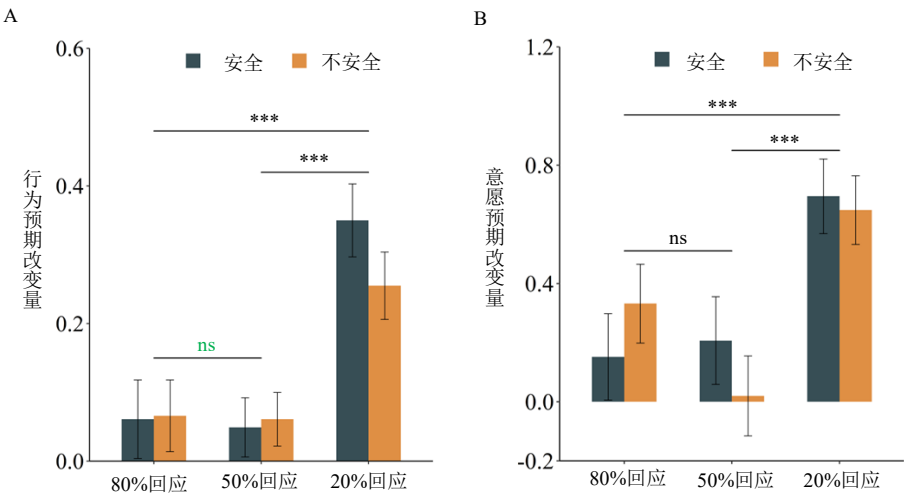 A
0.6
安全
不安全
***
***
0.4
行为预期改变量
0.2
ns
0.0
80%回应
50%回应
20%回应
B
1.2
安全
不安全
***
***
0.8
意愿预期改变量
ns
0.4
0.0
-0.2
80%回应
50%回应
20%回应